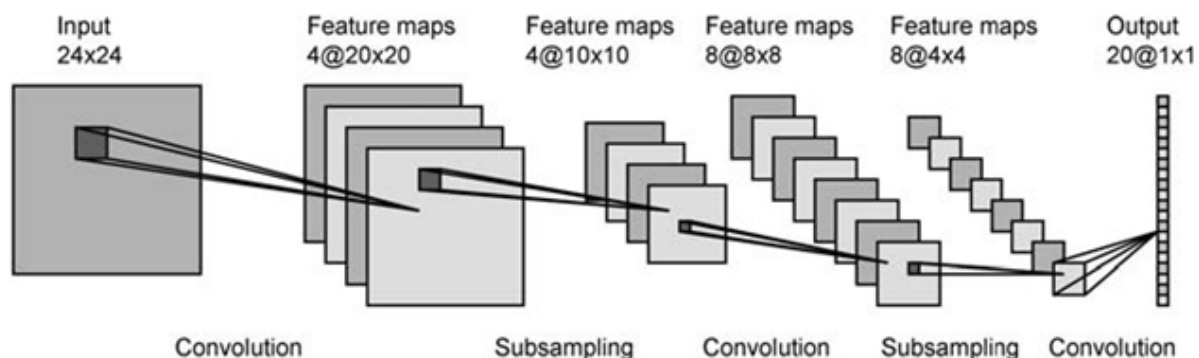 Input
24x24
Feature maps
4@20x20
Feature maps
4@10x10
Feature maps
8@8x8
Feature maps
8@4x4
Output
20@1x1
Convolution
Subsampling
Convolution
Subsampling
Convolution